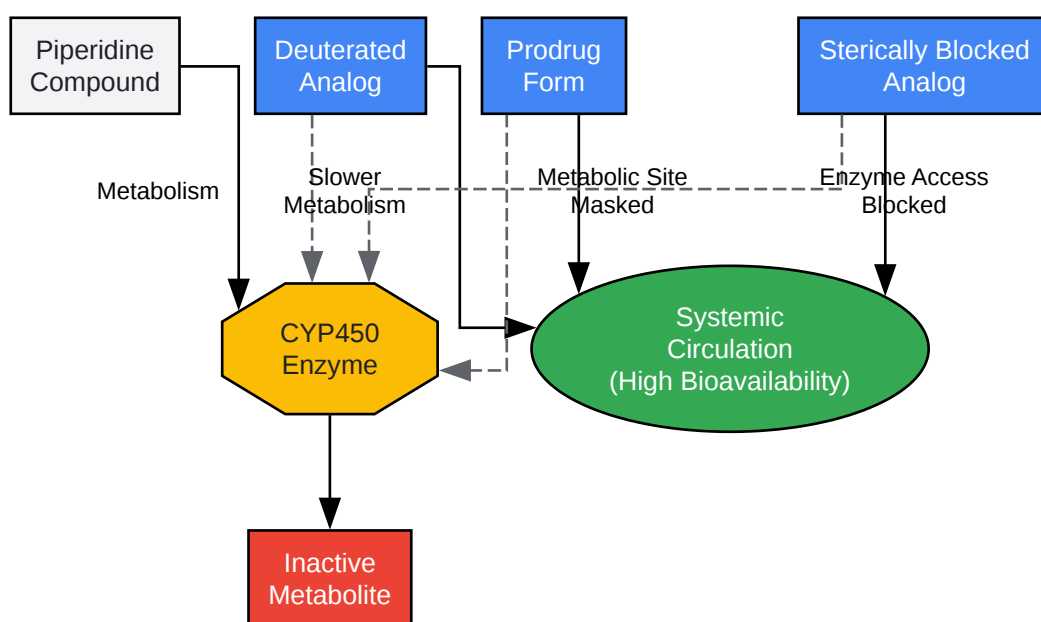 Piperidine
Compound
Deuterated
Analog
Prodrug
Form
Sterically Blocked
Analog
Metabolism
Slower
Metabolism
Metabolic Site
Masked
Enzyme Access
Blocked
CYP450
Enzyme
Systemic
Circulation
(High Bioavailability)
Inactive
Metabolite